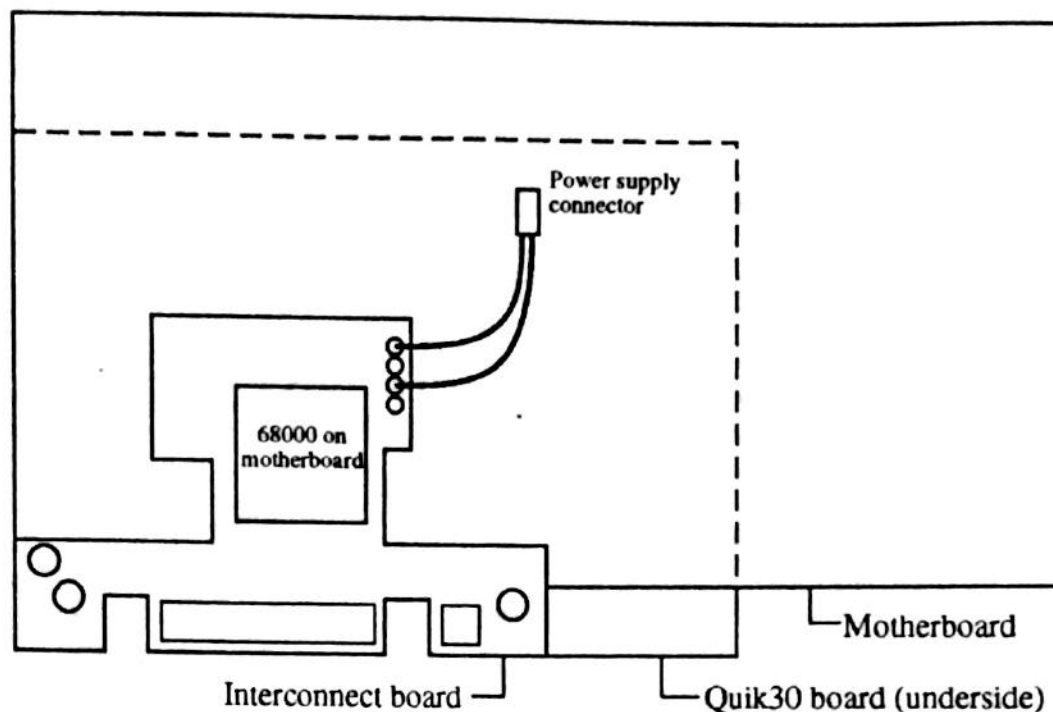 Power supply
connector
68000 on
motherboard
Motherboard
Interconnect board
Quik30 board (underside)